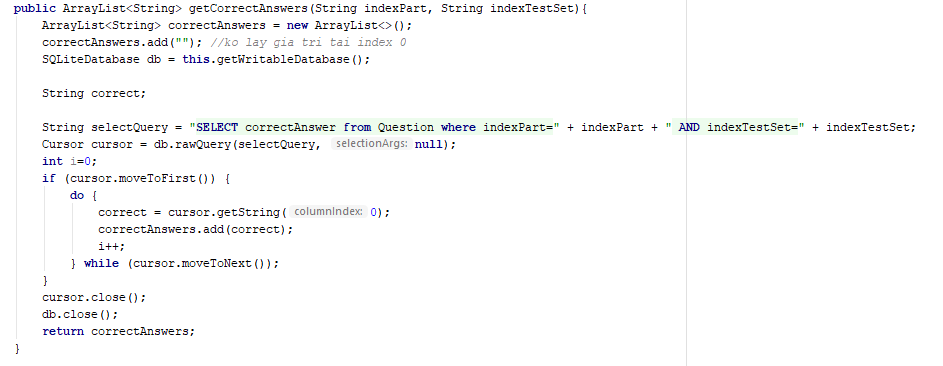 public ArrayList<String> getCorrectAnswers(String indexPart, String indexTestSet){
ArrayList<String> correctAnswers = new ArrayList<>();
correctAnswers.add(""); //ko lay gia tri tai index 0
SQLiteDatabase db = this.getWritableDatabase();
String correct;
String selectQuery = "SELECT correctAnswer from Question where indexPart=" + indexPart + " AND indexTestSet=" + indexTestSet;
Cursor cursor = db.rawQuery(selectQuery, selectionArgs: null);
int i=0;
if (cursor.moveToFirst()) {
do {
correct = cursor.getString( columnIndex: 0);
correctAnswers.add(correct);
i++;
} while (cursor.moveToNext());
}
cursor.close();
db.close();
return correctAnswers;
}